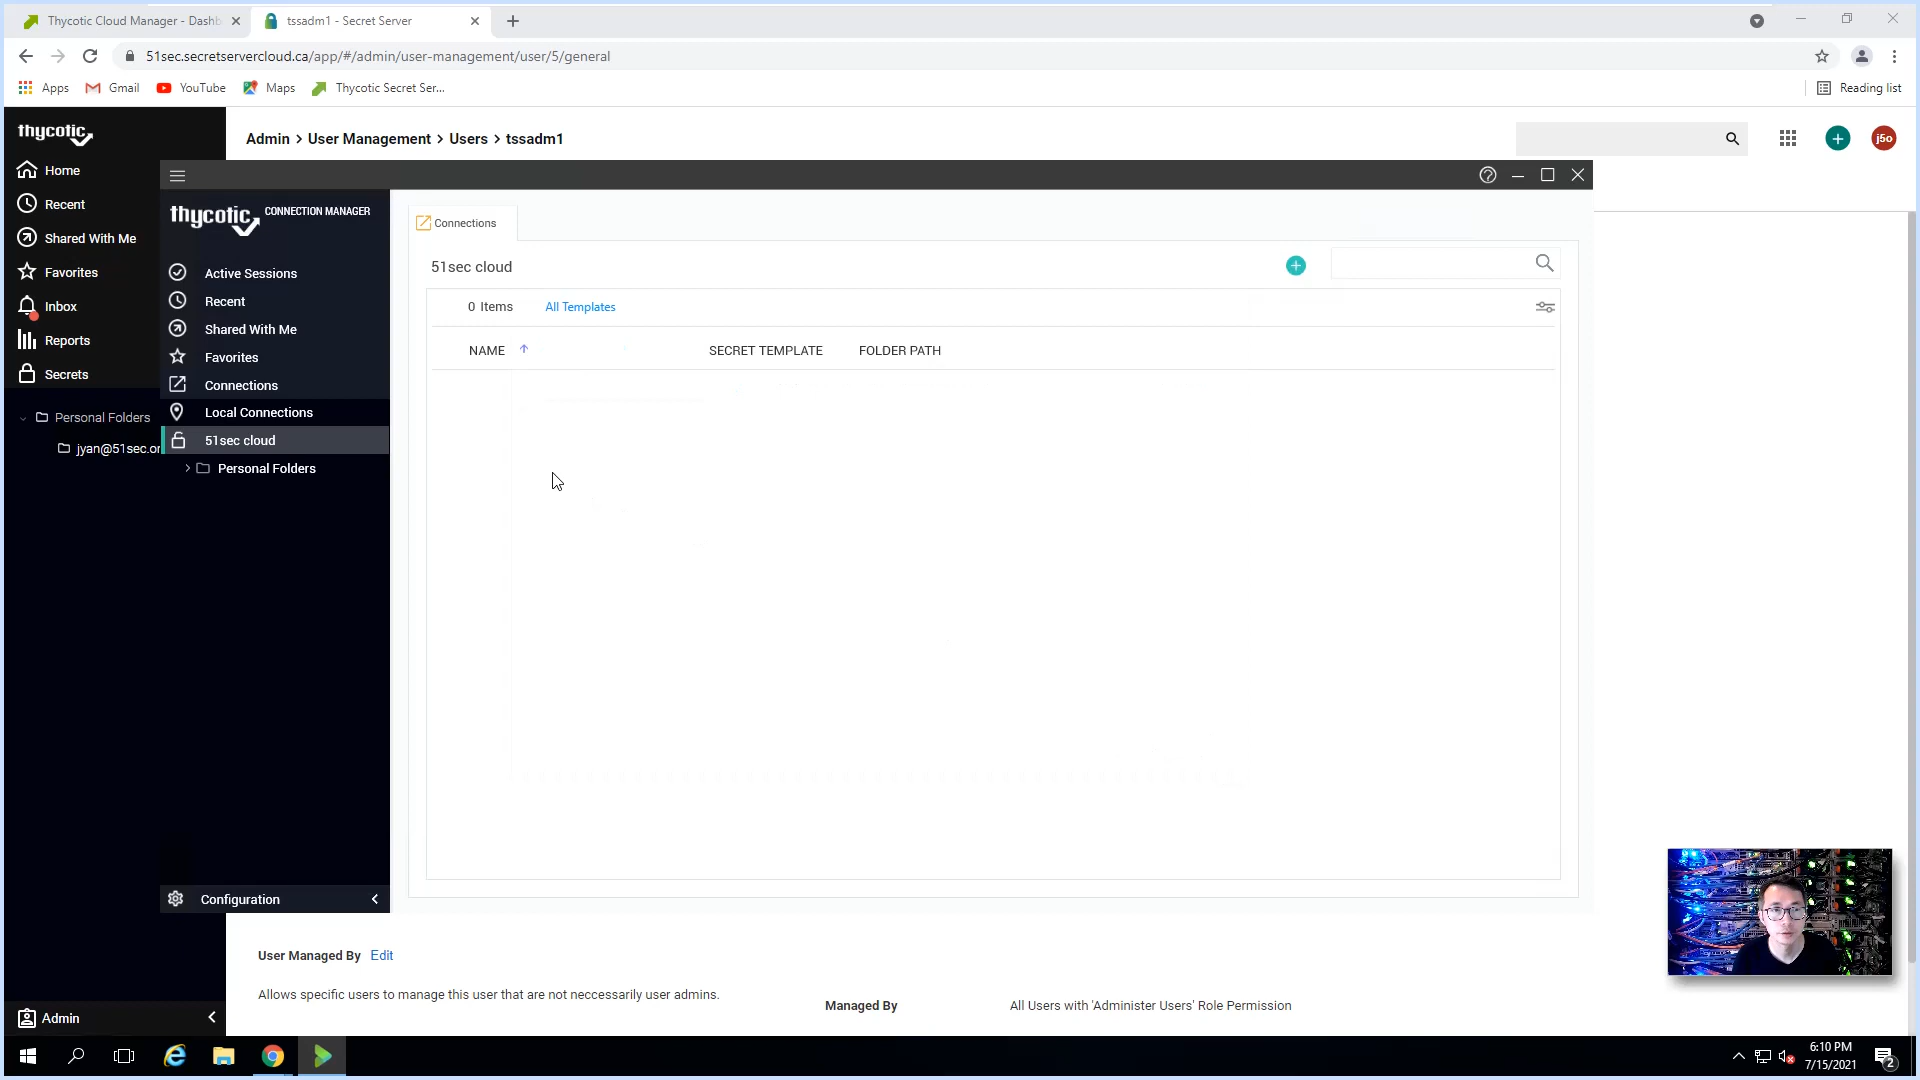 Thycotic Cloud Manager - Dashb
tssadm1 - Secret Server
51sec.secretservercloud.ca/app/#/admin/user-management/user/5/general
Apps
Gmail
YouTube
Maps
Thycotic Secret Ser...
Reading list
thycotic
Admin > User Management > Users > tssadm1
j5o
Home
Recent
Shared With Me
Favorites
Inbox
Reports
Secrets
Personal Folders
jyan@51sec.or
Admin
thycotic CONNECTION MANAGER
Active Sessions
Recent
Shared With Me
Favorites
Connections
Local Connections
51sec cloud
Personal Folders
Configuration
Connections
51sec cloud
0 Items
All Templates
NAME
SECRET TEMPLATE
FOLDER PATH
User Managed By Edit
Allows specific users to manage this user that are not neccessarily user admins.
Managed By
All Users with 'Administer Users' Role Permission
6:10 PM
7/15/2021
2